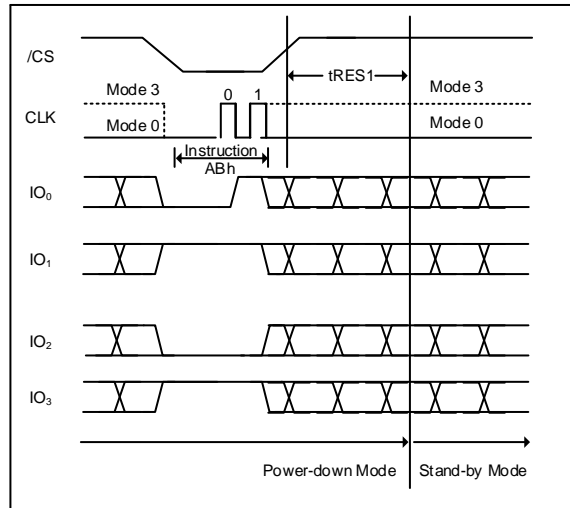 /CS
tRES1
Mode 3
0 1
Mode 3
CLK
Mode 0
Mode 0
Instruction
ABh
IO₀
IO₁
IO₂
IO₃
Power-down Mode
Stand-by Mode